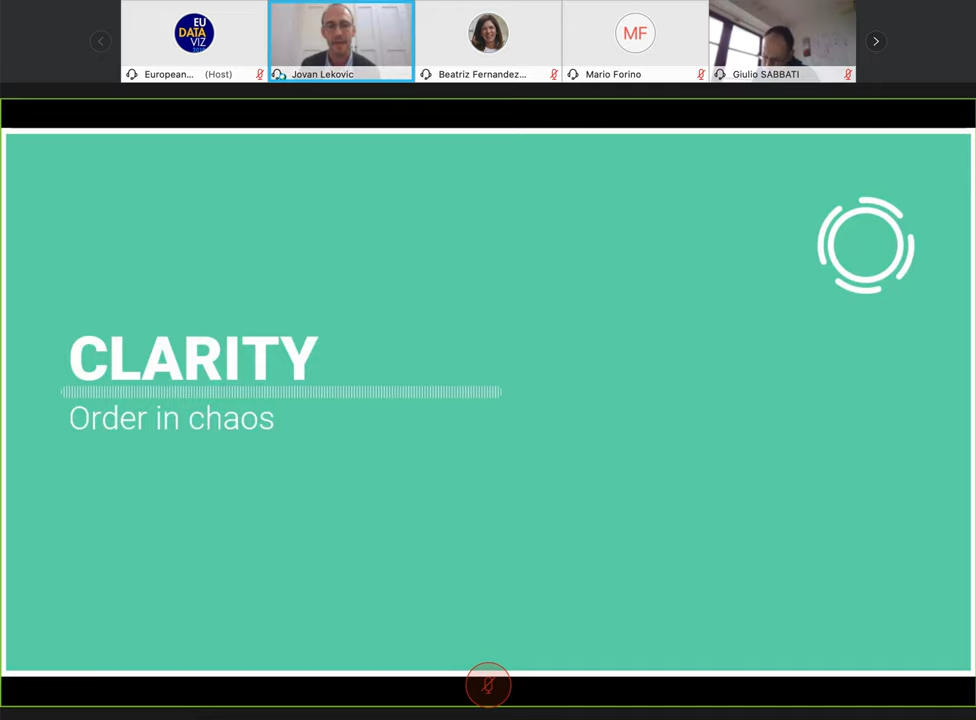 EU
DATA
VIZ
European... (Host)
Jovan Lekovic
Beatriz Fernandez...
MF
Mario Forino
Giulio SABBATI
CLARITY
Order in chaos